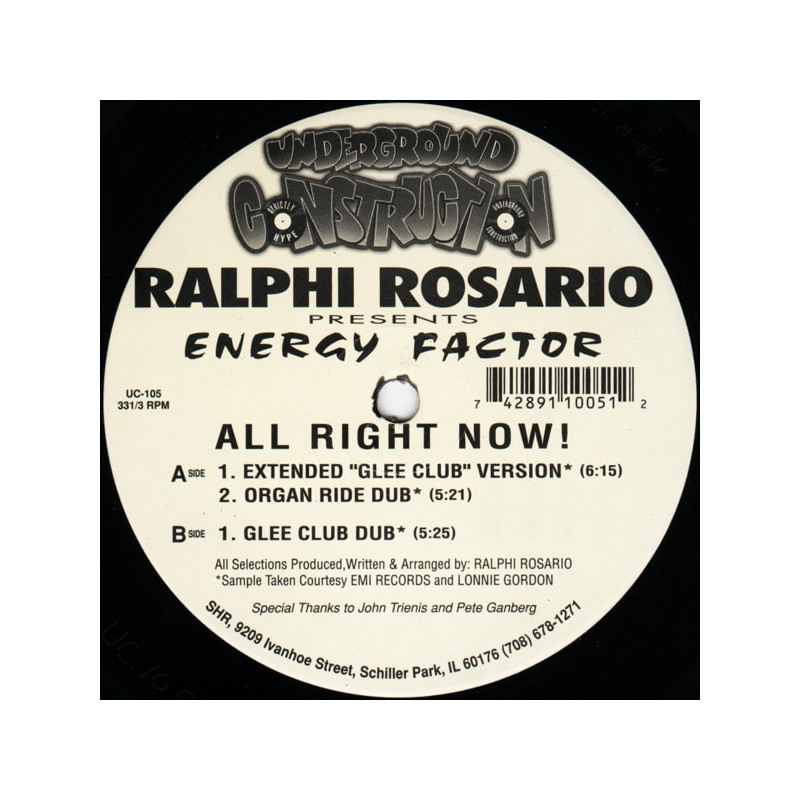 UNDERGROUND
CONSTRUCTION
STRICTLY HYPE
UNDERGROUND CONSTRUCTION
RALPHI ROSARIO
PRESENTS
ENERGY FACTOR
UC-105
331/3 RPM
7 42891 10051 2
ALL RIGHT NOW!
A SIDE 1. EXTENDED "GLEE CLUB" VERSION* (6:15)
2. ORGAN RIDE DUB* (5:21)
B SIDE 1. GLEE CLUB DUB* (5:25)
All Selections Produced,Written & Arranged by: RALPHI ROSARIO
*Sample Taken Courtesy EMI RECORDS and LONNIE GORDON
Special Thanks to John Trienis and Pete Ganberg
SHR, 9209 Ivanhoe Street, Schiller Park, IL 60176 (708) 678-1271